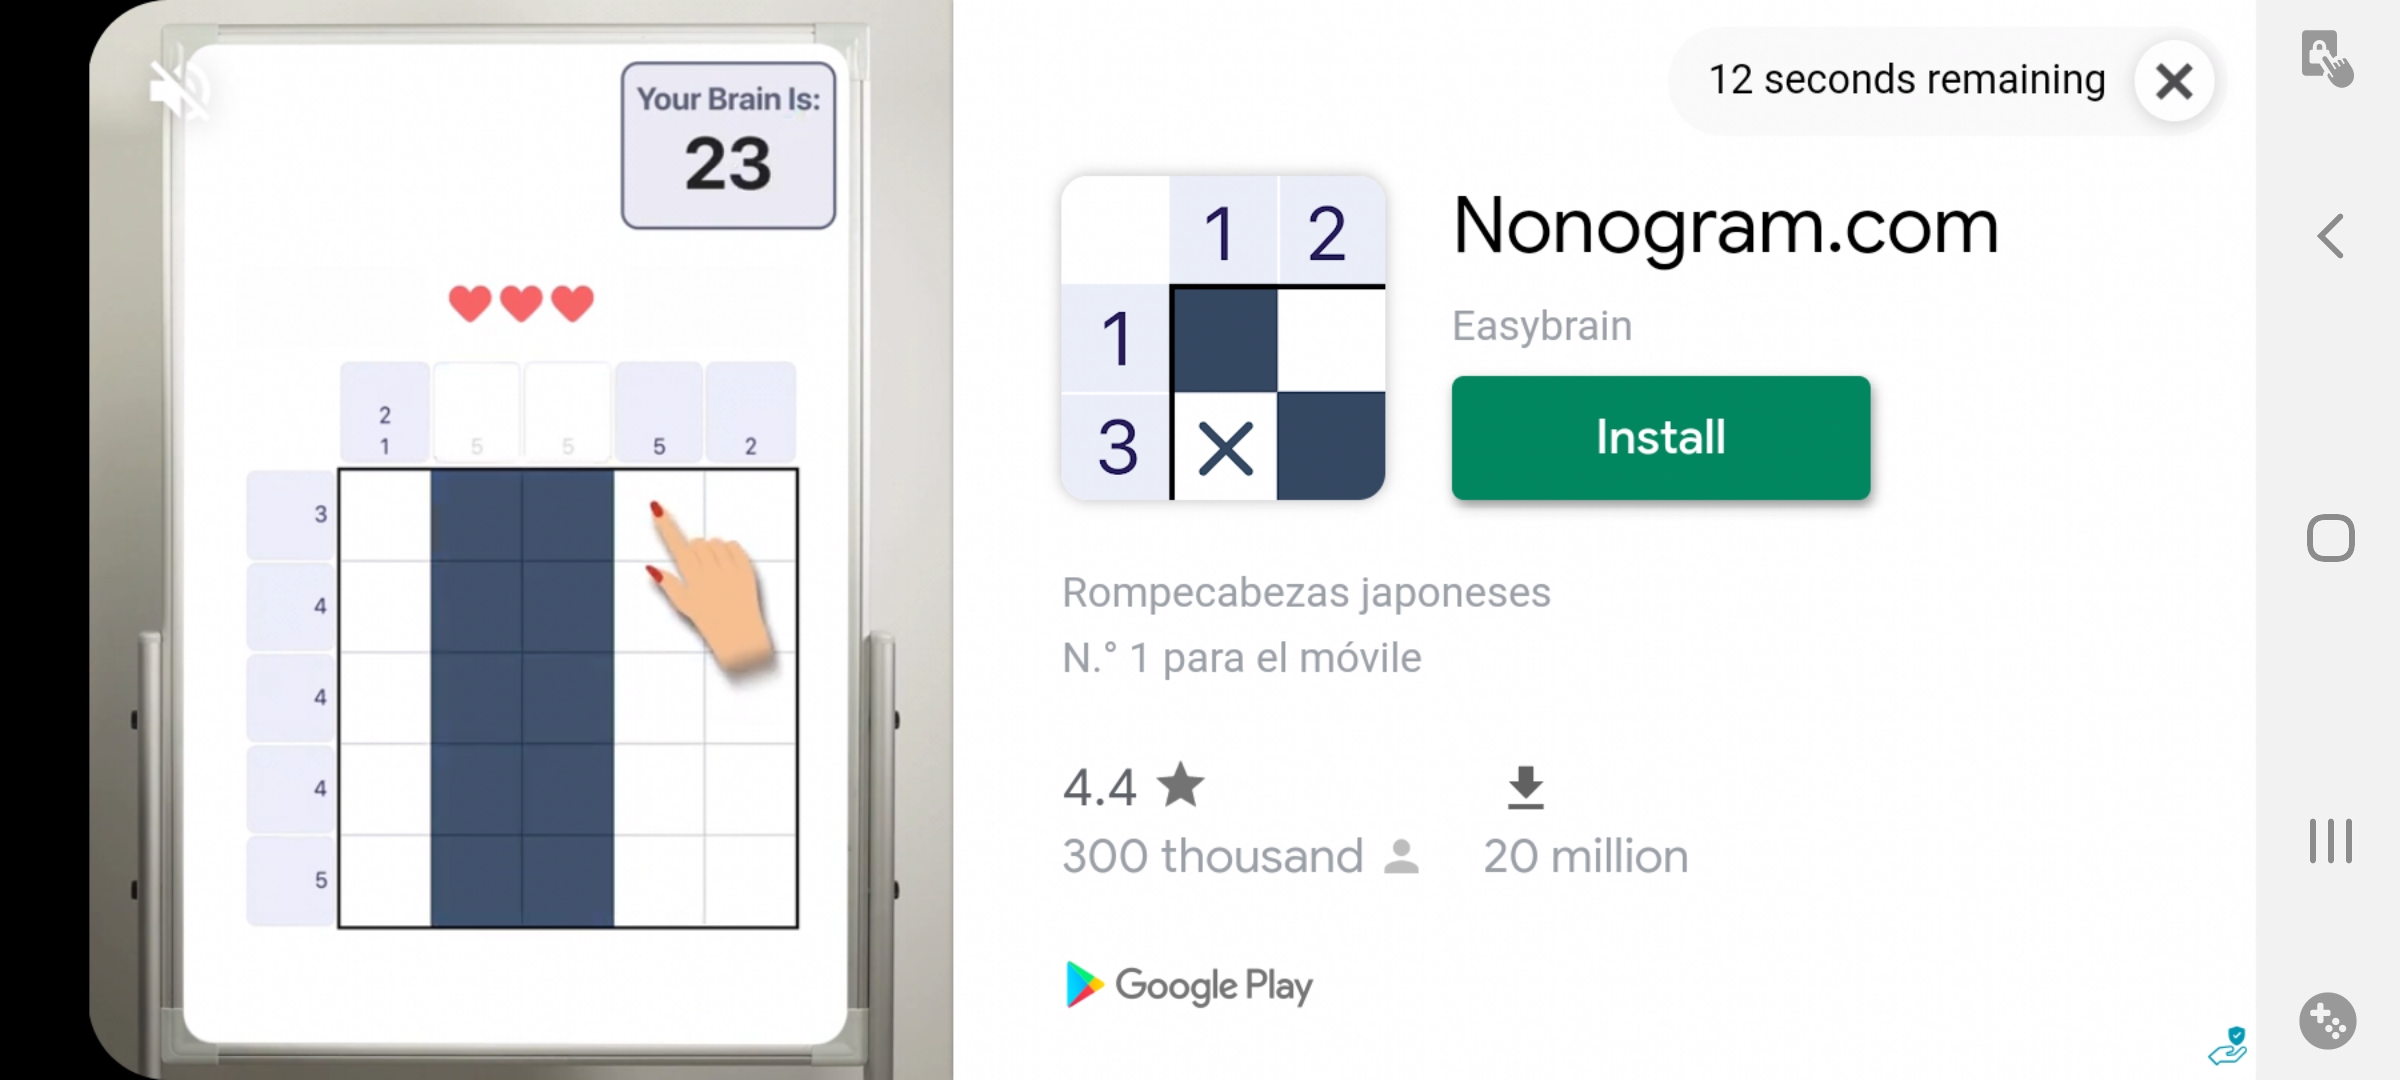 Your Brain Is:
23
2
1
5
5
5
2
3
4
4
4
5
12 seconds remaining
1 2
1
3
Nonogram.com
Easybrain
Install
Rompecabezas japoneses
N.° 1 para el móvile
4.4
300 thousand
20 million
Google Play